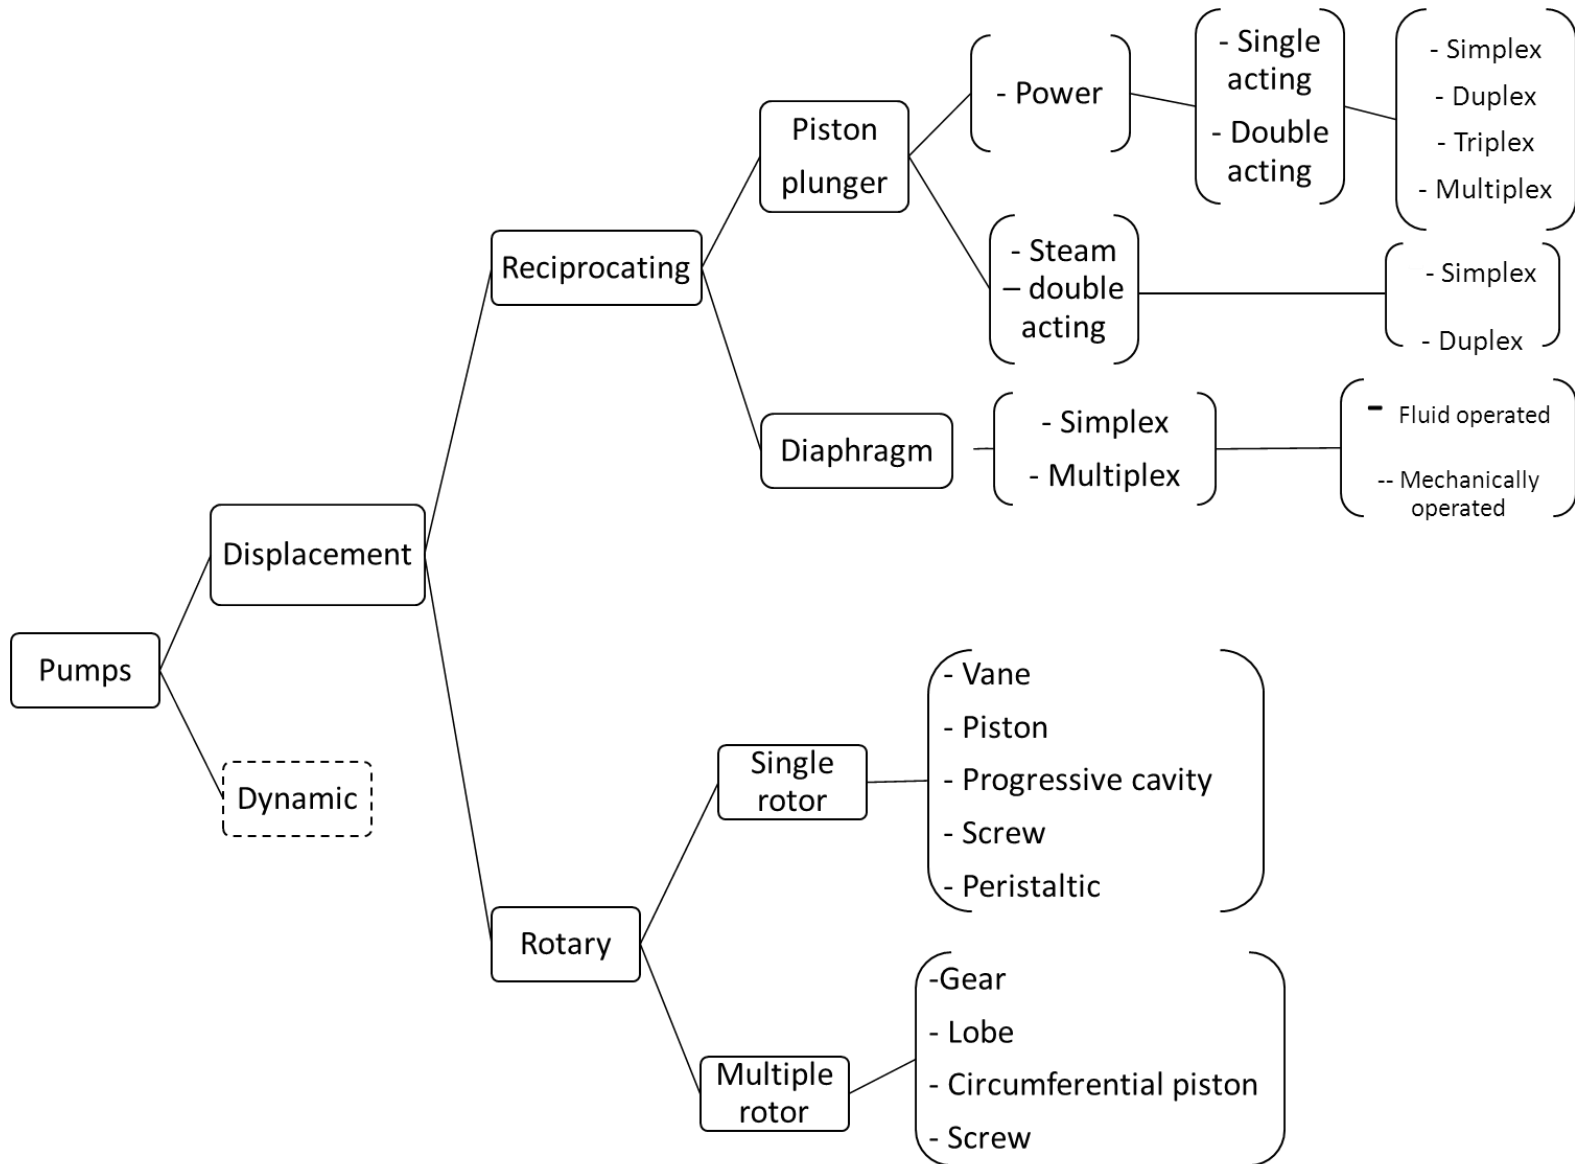 Pumps
Displacement
Dynamic
Reciprocating
Rotary
Piston
plunger
Diaphragm
- Power
- Single
acting
- Double
acting
- Simplex
- Duplex
- Triplex
- Multiplex
- Steam
– double
acting
- Simplex
- Duplex
- Simplex
- Multiplex
- Fluid operated
-- Mechanically
operated
Single
rotor
- Vane
- Piston
- Progressive cavity
- Screw
- Peristaltic
Multiple
rotor
-Gear
- Lobe
- Circumferential piston
- Screw